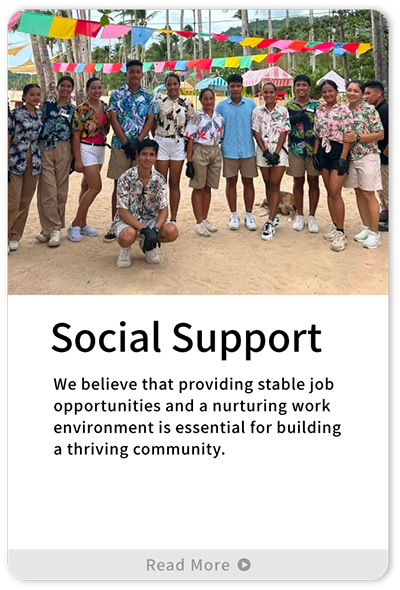 Social Support
We believe that providing stable job
opportunities and a nurturing work
environment is essential for building
a thriving community.
Read More